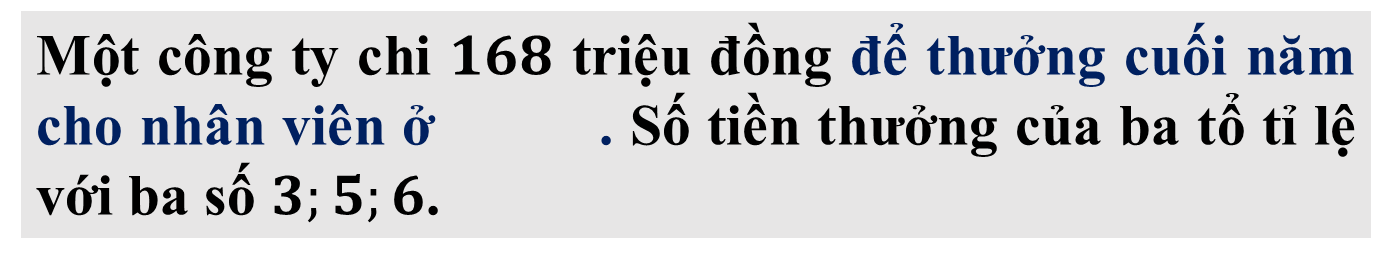 Một công ty chi 168 triệu đồng để thưởng cuối năm
cho nhân viên ở . Số tiền thưởng của ba tổ tỉ lệ
với ba số 3; 5; 6.